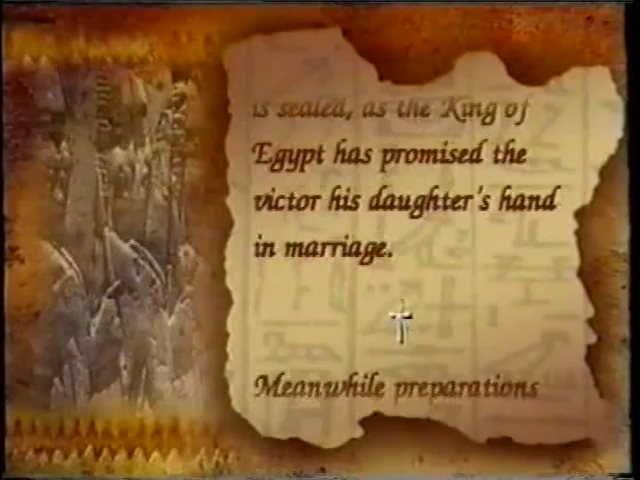 is sealed, as the King of
Egypt has promised the
victor his daughter's hand
in marriage.
Meanwhile preparations